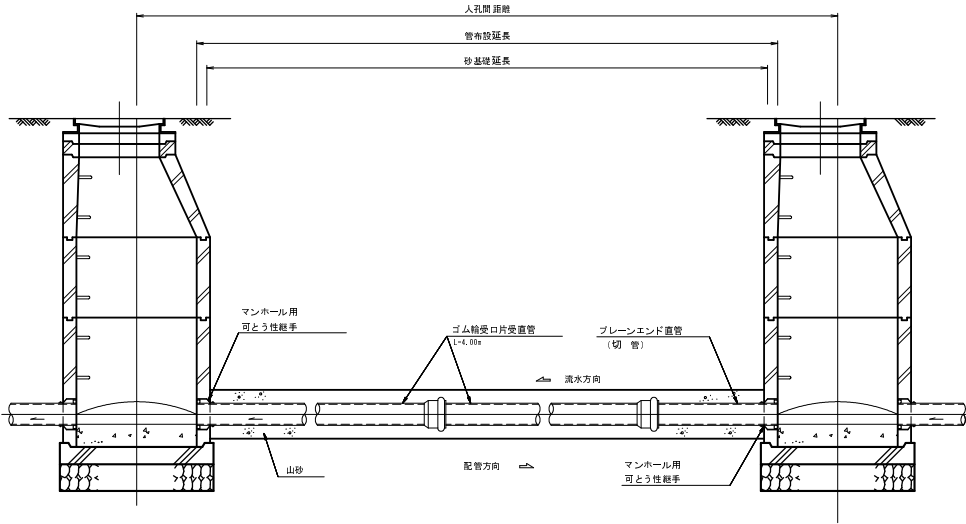 人孔間距離
管布設延長
砂基礎延長
マンホール用
可とう性継手
ゴム輪受口片受直管
L=4.00m
プレーンエンド直管
(切 管)
流水方向
山砂
配管方向
マンホール用
可とう性継手